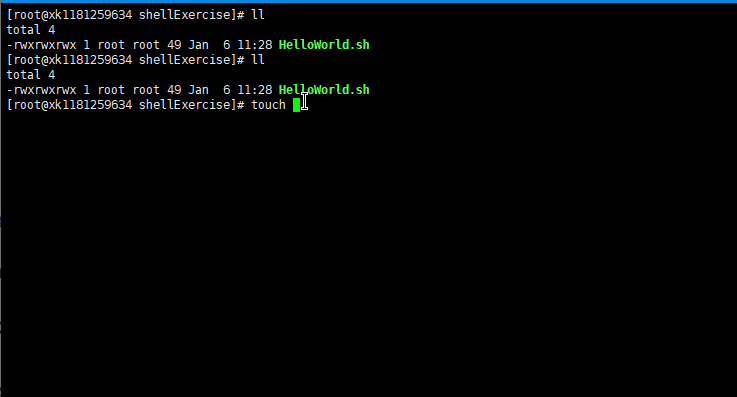 [root@xk1181259634 shellExercise]# ll
total 4
-rwxrwxrwx 1 root root 49 Jan  6 11:28 HelloWorld.sh
[root@xk1181259634 shellExercise]# ll
total 4
-rwxrwxrwx 1 root root 49 Jan  6 11:28 HelloWorld.sh
[root@xk1181259634 shellExercise]# touch